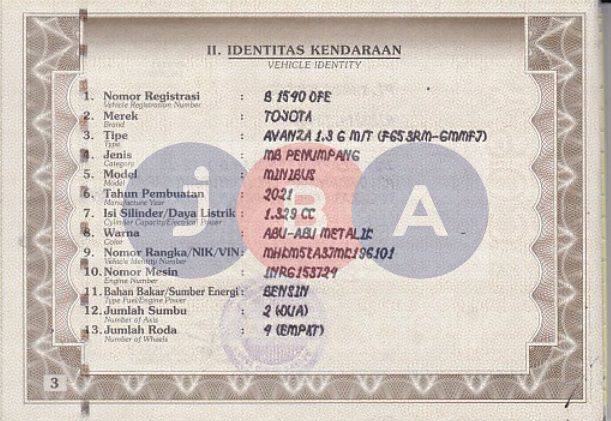 II. IDENTITAS KENDARAAN
VEHICLE IDENTITY
1. Nomor Registrasi : B 1540 OFE
Vehicle Registration Number
2. Merek : TOYOTA
Brand
3. Tipe : AVANZA 1.3 G M/T (F653RM-GMMFJ)
Type
4. Jenis : MB PENUMPANG
Category
5. Model : MINIBUS
Model
6. Tahun Pembuatan : 2021
Manufacture Year
7. Isi Silinder/Daya Listrik : 1.329 CC
Cylinder Capacity/Electrical Power
8. Warna : ABU-ABU METALIK
Color
9. Nomor Rangka/NIK/VIN :
Vehicle Identity Number
10. Nomor Mesin : 1NRG153724
Engine Number
11. Bahan Bakar/Sumber Energi : BENSIN
Type Fuel/Engine Power
12. Jumlah Sumbu : 2 (DUA)
Number of Axis
13. Jumlah Roda : 4 (EMPAT)
Number of Wheels
iBA
3